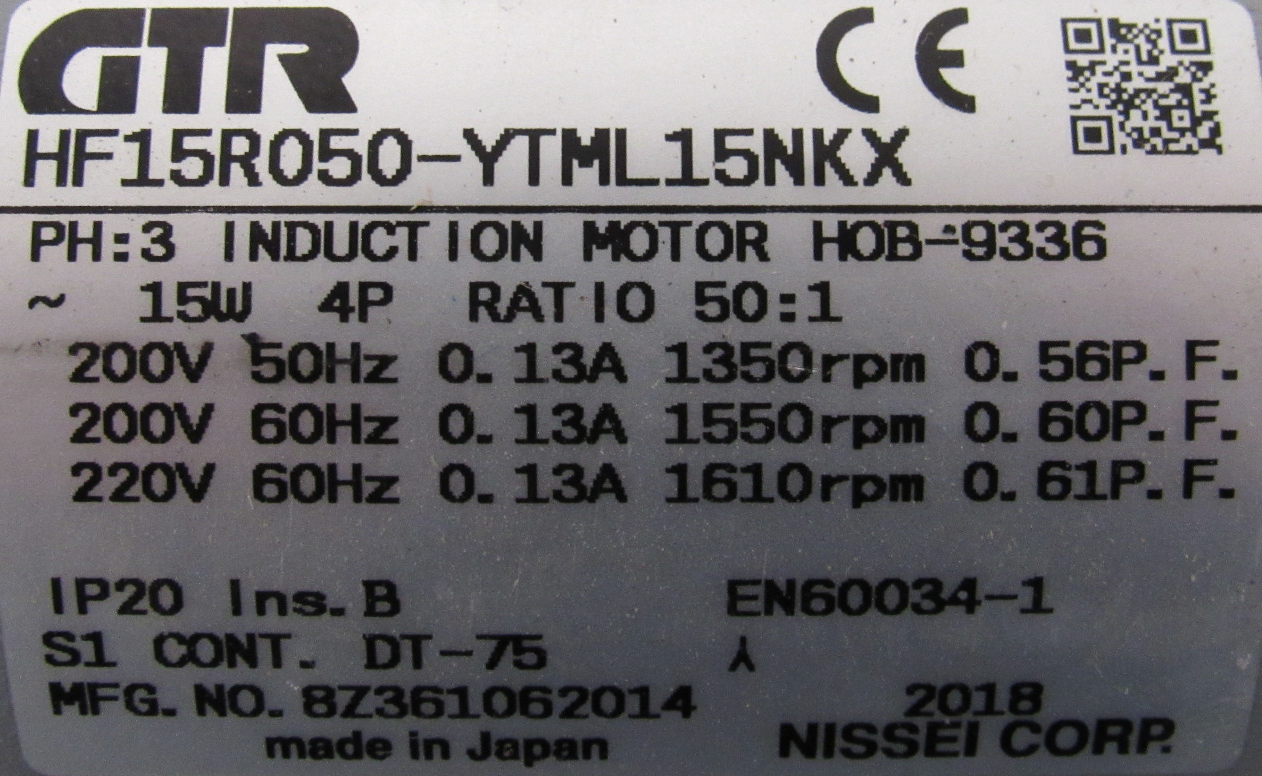 GTR CE
HF15R050-YTML15NKX
PH:3 INDUCTION MOTOR HOB-9336
~ 15W 4P RATIO 50:1
200V 50Hz 0.13A 1350rpm 0.56P.F.
200V 60Hz 0.13A 1550rpm 0.60P.F.
220V 60Hz 0.13A 1610rpm 0.61P.F.
IP20 Ins.B EN60034-1
S1 CONT. DT-75
MFG.NO.8Z361062014 2018
made in Japan NISSEI CORP.